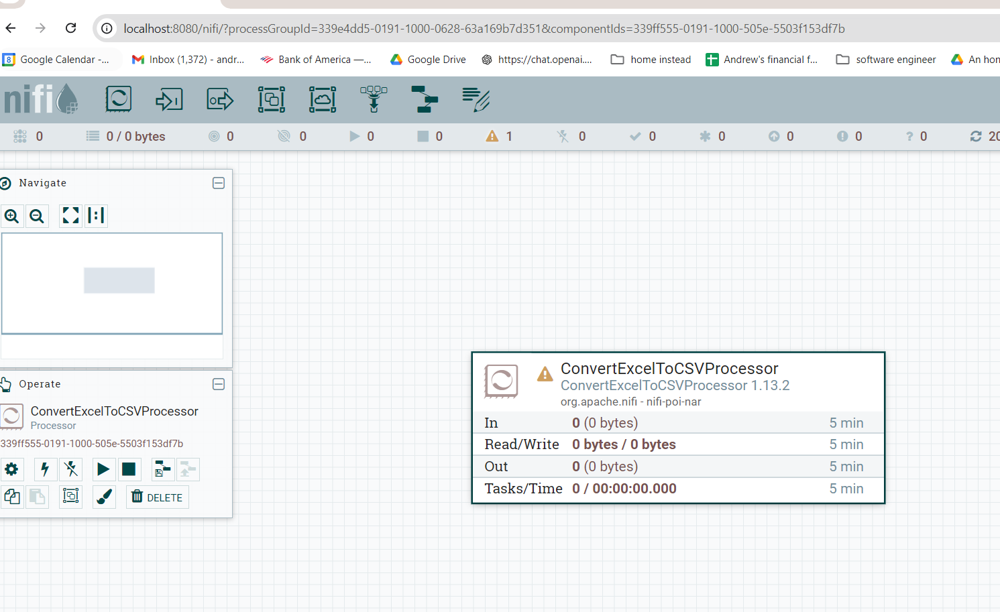 localhost:8080/nifi/?processGroupId=339e4dd5-0191-1000-0628-63a169b7d351&componentIds=339ff555-0191-1000-505e-5503f153df7b
8 Google Calendar -... Inbox (1,372) - andr... Bank of America —... Google Drive https://chat.openai.... home instead Andrew's financial f... software engineer An hon
nifi
0 0 / 0 bytes 0 0 0 0 1 0 0 0 0 0 ? 0 20
Navigate
Operate
ConvertExcelToCSVProcessor
Processor
339ff555-0191-1000-505e-5503f153df7b
DELETE
ConvertExcelToCSVProcessor
ConvertExcelToCSVProcessor 1.13.2
org.apache.nifi - nifi-poi-nar
In 0 (0 bytes) 5 min
Read/Write 0 bytes / 0 bytes 5 min
Out 0 (0 bytes) 5 min
Tasks/Time 0 / 00:00:00.000 5 min